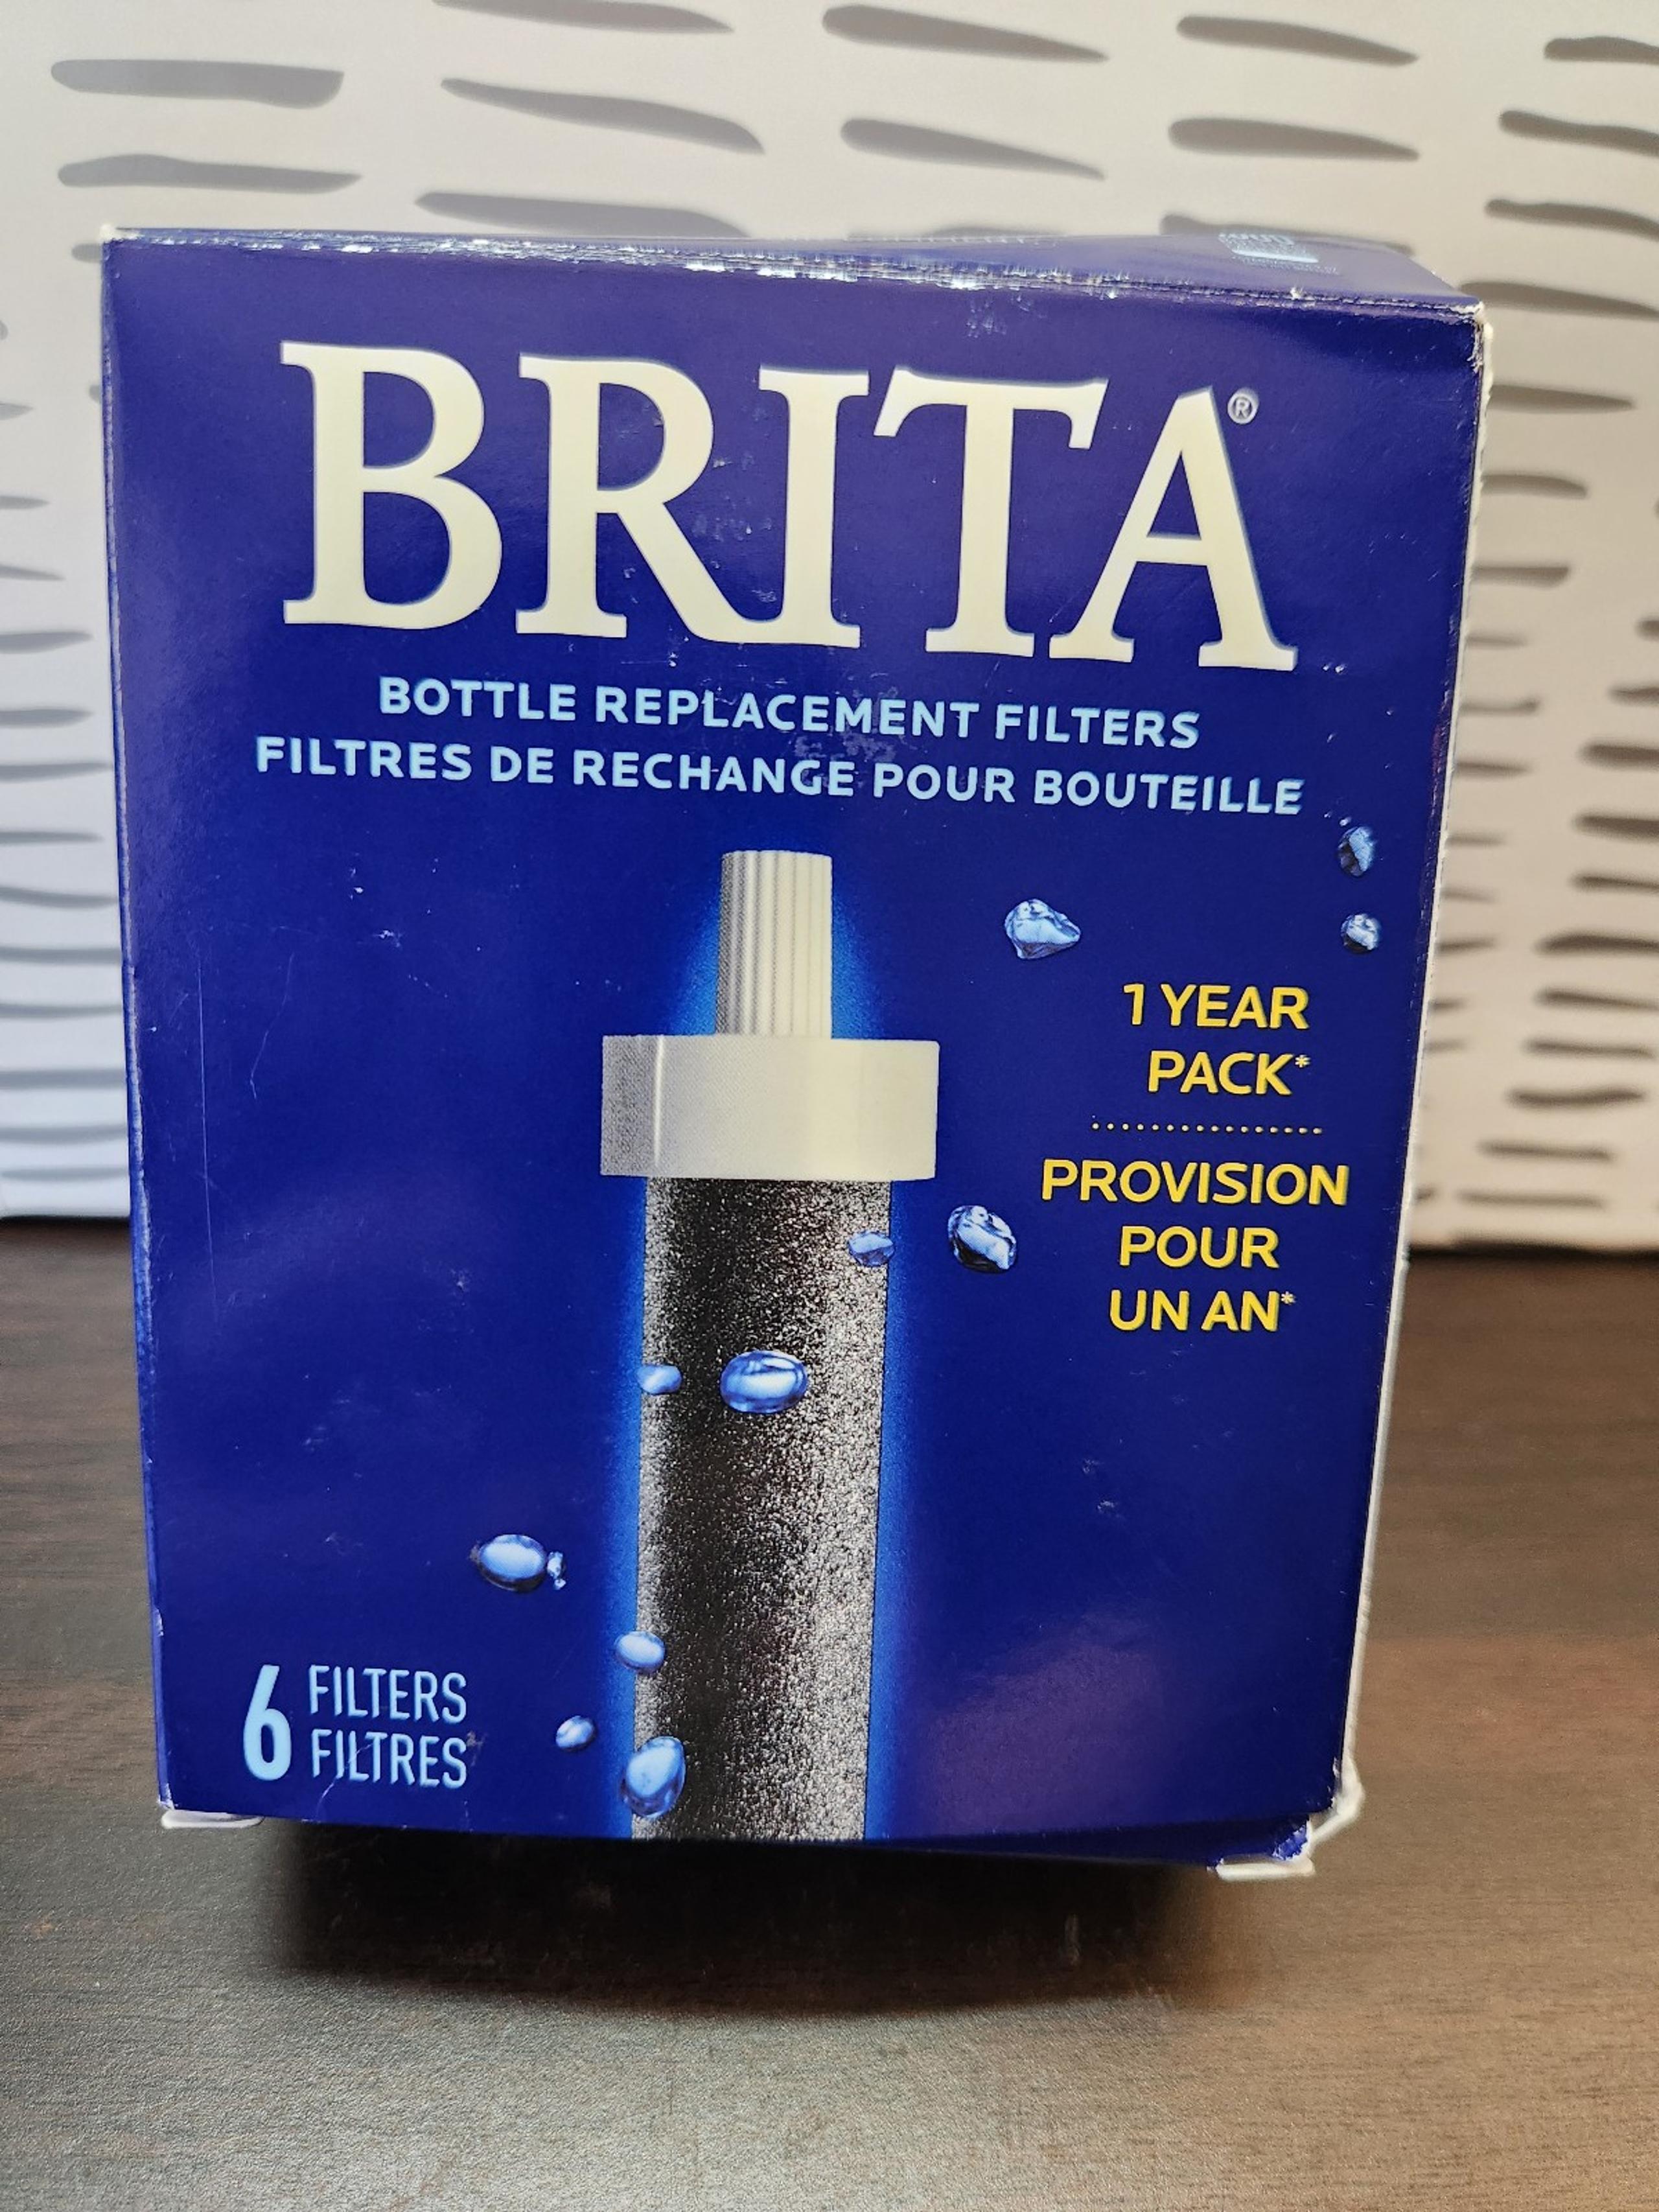 BRITA®
BOTTLE REPLACEMENT FILTERS
FILTRES DE RECHANGE POUR BOUTEILLE
1 YEAR
PACK*
PROVISION
POUR
UN AN*
6 FILTERS
FILTRES